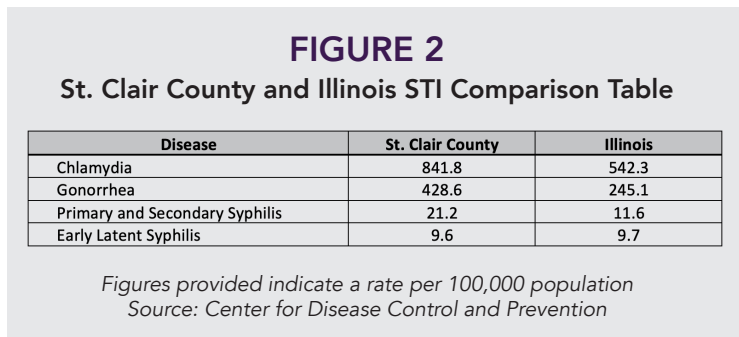 FIGURE 2
St. Clair County and Illinois STI Comparison Table
Disease St. Clair County Illinois
Chlamydia 841.8 542.3
Gonorrhea 428.6 245.1
Primary and Secondary Syphilis 21.2 11.6
Early Latent Syphilis 9.6 9.7
Figures provided indicate a rate per 100,000 population
Source: Center for Disease Control and Prevention